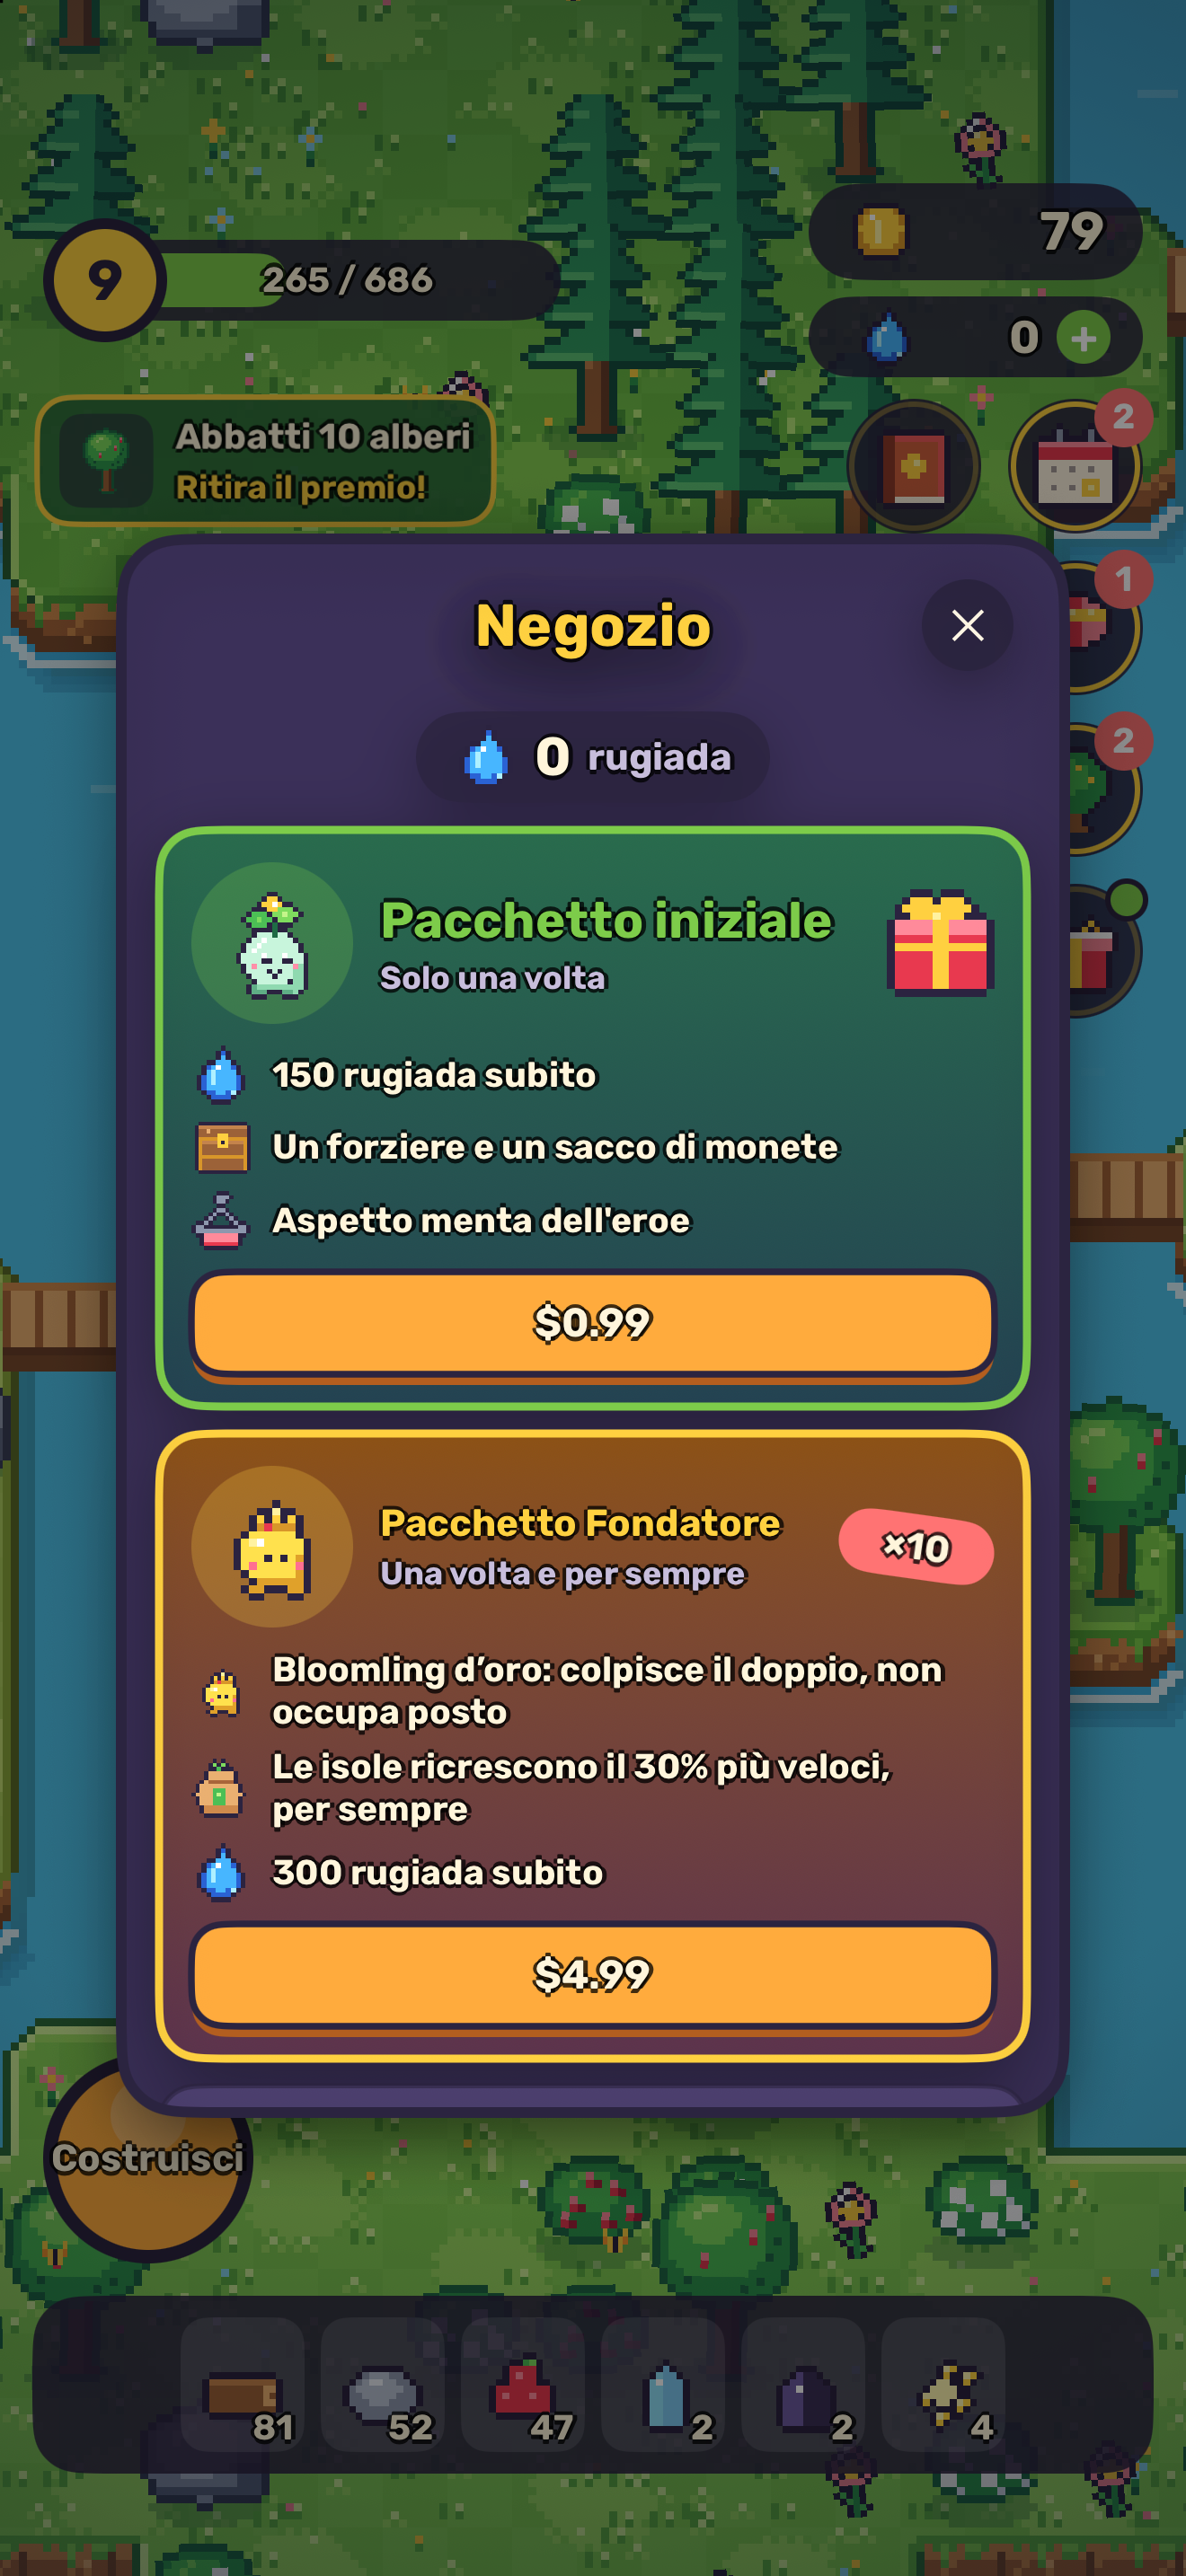 9
265 / 686
79
0
Abbatti 10 alberi
Ritira il premio!
2
1
2
Negozio
0 rugiada
Pacchetto iniziale
Solo una volta
150 rugiada subito
Un forziere e un sacco di monete
Aspetto menta dell'eroe
$0.99
Pacchetto Fondatore
Una volta e per sempre
×10
Bloomling d’oro: colpisce il doppio, non
occupa posto
Le isole ricrescono il 30% più veloci,
per sempre
300 rugiada subito
$4.99
Costruisci
81
52
47
2
2
4